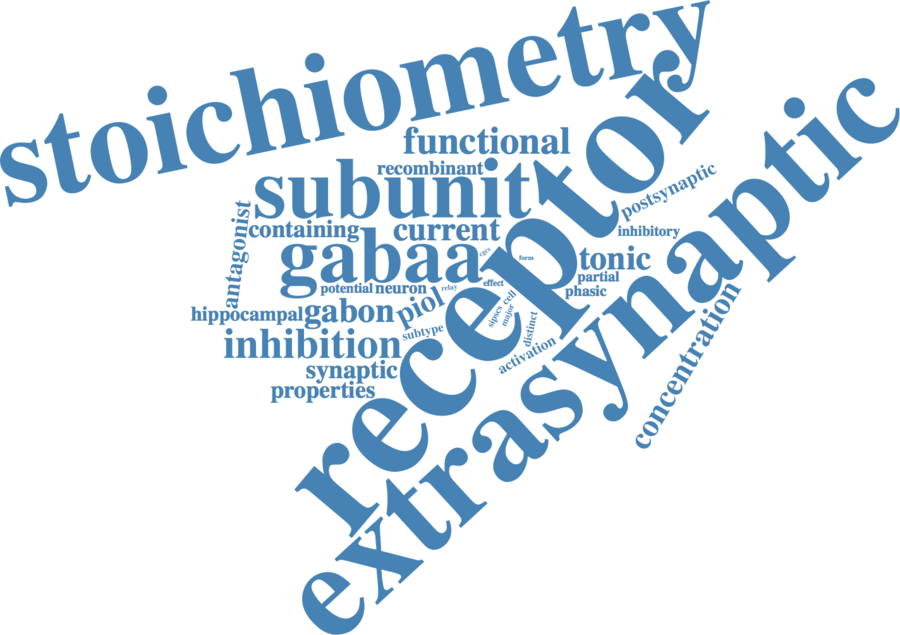 stoichiometry
receptor
extrasynaptic
functional
recombinant
subunit
postsynaptic
antagonist
containing
current
inhibitory
gabaa
cgcs
form
tonic
partial
phasic
effect
potential
neuron
relay
hippocampal
gabon
piol
sipscs
cell
major
distinct
subtype
inhibition
activation
synaptic
properties
concentration